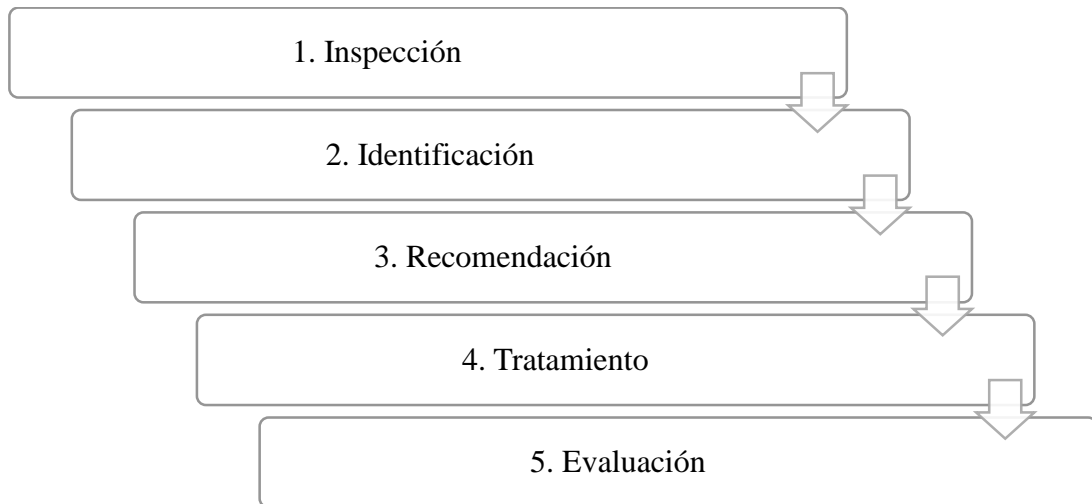 1. Inspección
2. Identificación
3. Recomendación
4. Tratamiento
5. Evaluación